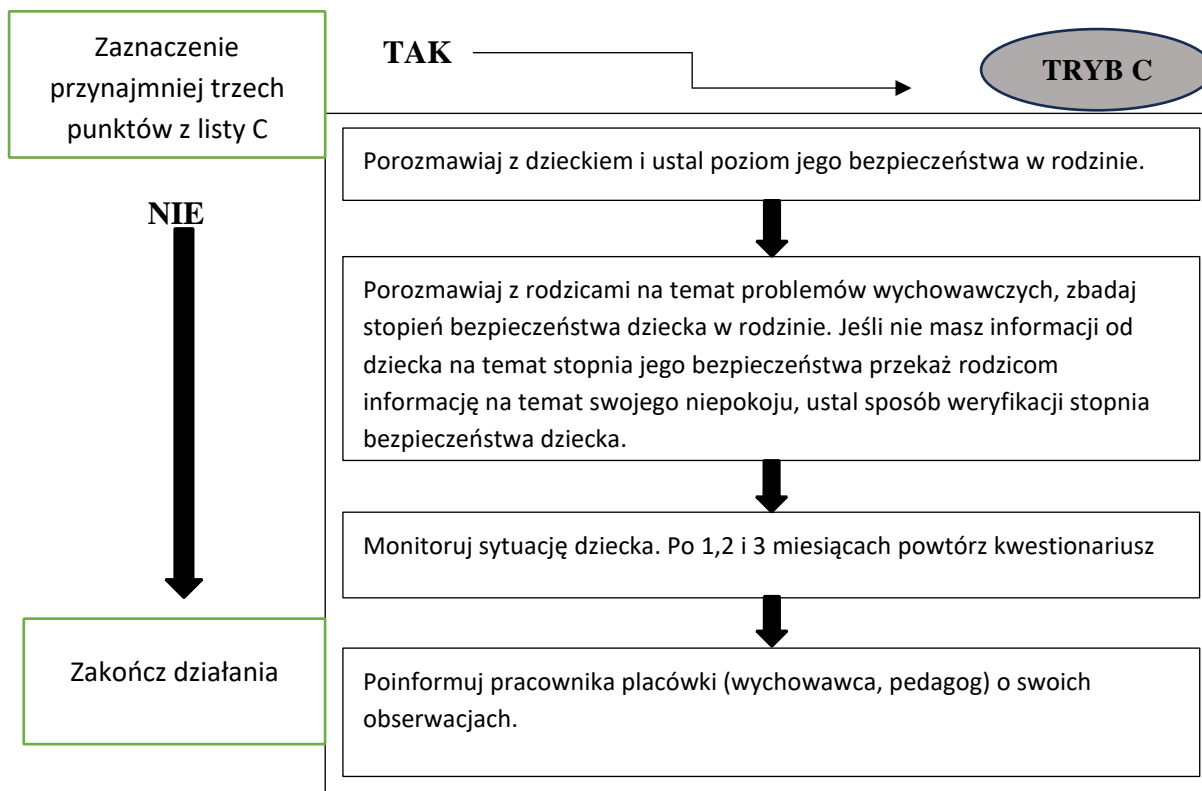 Zaznaczenie
przynajmniej trzech
punktów z listy C
TAK
TRYB C
Porozmawiaj z dzieckiem i ustal poziom jego bezpieczeństwa w rodzinie.
NIE
Porozmawiaj z rodzicami na temat problemów wychowawczych, zbadaj
stopień bezpieczeństwa dziecka w rodzinie. Jeśli nie masz informacji od
dziecka na temat stopnia jego bezpieczeństwa przekaż rodzicom
informację na temat swojego niepokoju, ustal sposób weryfikacji stopnia
bezpieczeństwa dziecka.
Monitoruj sytuację dziecka. Po 1,2 i 3 miesiącach powtórz kwestionariusz
Zakończ działania
Poinformuj pracownika placówki (wychowawca, pedagog) o swoich
obserwacjach.